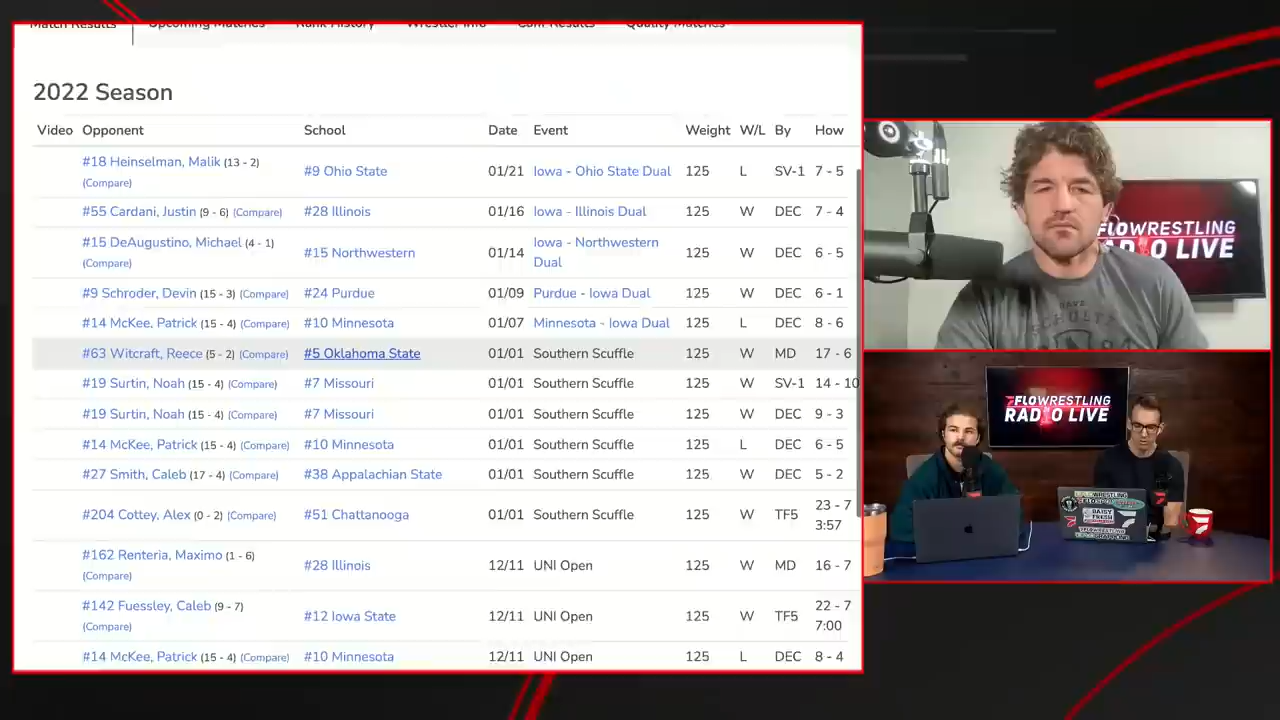 Match Results Upcoming Matches Rank History Wrestler Info Cam Results Quality Matches
2022 Season
Video Opponent School Date Event Weight W/L By How
#18 Heinselman, Malik (13 - 2)
(Compare)
#9 Ohio State 01/21 Iowa - Ohio State Dual 125 L SV-1 7 - 5
#55 Cardani, Justin (9 - 6) (Compare) #28 Illinois 01/16 Iowa - Illinois Dual 125 W DEC 7 - 4
#15 DeAugustino, Michael (4 - 1)
(Compare)
#15 Northwestern 01/14 Iowa - Northwestern
Dual
125 W DEC 6 - 5
#9 Schroder, Devin (15 - 3) (Compare) #24 Purdue 01/09 Purdue - Iowa Dual 125 W DEC 6 - 1
#14 McKee, Patrick (15 - 4) (Compare) #10 Minnesota 01/07 Minnesota - Iowa Dual 125 L DEC 8 - 6
#63 Witcraft, Reece (5 - 2) (Compare) #5 Oklahoma State 01/01 Southern Scuffle 125 W MD 17 - 6
#19 Surtin, Noah (15 - 4) (Compare) #7 Missouri 01/01 Southern Scuffle 125 W SV-1 14 - 10
#19 Surtin, Noah (15 - 4) (Compare) #7 Missouri 01/01 Southern Scuffle 125 W DEC 9 - 3
#14 McKee, Patrick (15 - 4) (Compare) #10 Minnesota 01/01 Southern Scuffle 125 L DEC 6 - 5
#27 Smith, Caleb (17 - 4) (Compare) #38 Appalachian State 01/01 Southern Scuffle 125 W DEC 5 - 2
#204 Cottey, Alex (0 - 2) (Compare) #51 Chattanooga 01/01 Southern Scuffle 125 W TF5 23 - 7
3:57
#162 Renteria, Maximo (1 - 6)
(Compare)
#28 Illinois 12/11 UNI Open 125 W MD 16 - 7
#142 Fuessley, Caleb (9 - 7)
(Compare)
#12 Iowa State 12/11 UNI Open 125 W TF5 22 - 7
7:00
#14 McKee, Patrick (15 - 4) (Compare) #10 Minnesota 12/11 UNI Open 125 L DEC 8 - 4
FLOWRESTLING
RADIO LIVE
SCHULTZ
FLOWRESTLING
RADIO LIVE
DAISY
FRESH